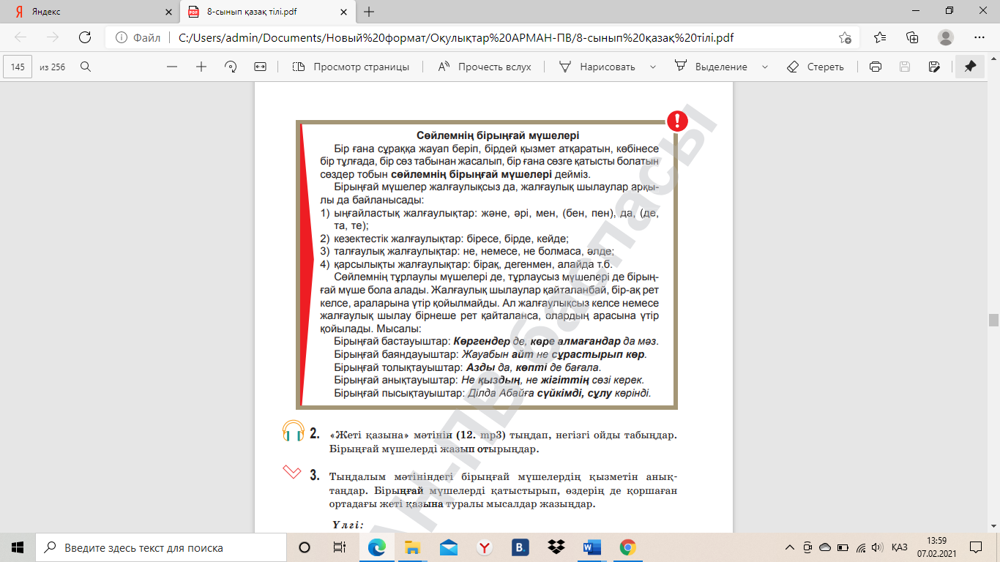 Яндекс
8-сынып қазақ тілі.pdf
Файл
C:/Users/admin/Documents/Новый%20формат/Оқулықтар%20АРМАН-ПВ/8-сынып%20қазақ%20тілі.pdf
145 из 256
Просмотр страницы
Прочесть вслух
Нарисовать
Выделение
Стереть
Сөйлемнің бірыңғай мүшелері
Бір ғана сұраққа жауап беріп, бірдей қызмет атқаратын, көбінесе
бір тұлғада, бір сөз табынан жасалып, бір ғана сөзге қатысты болатын
сөздер тобын сөйлемнің бірыңғай мүшелері дейміз.
Бірыңғай мүшелер жалғаулықсыз да, жалғаулық шылаулар арқы-
лы да байланысады:
1) ыңғайластық жалғаулықтар: және, әрі, мен, (бен, пен), да, (де,
та, те);
2) кезектестік жалғаулықтар: біресе, бірде, кейде;
3) талғаулық жалғаулықтар: не, немесе, не болмаса, әлде;
4) қарсылықты жалғаулықтар: бірақ, дегенмен, алайда т.б.
Сөйлемнің тұрлаулы мүшелері де, тұрлаусыз мүшелері де бірың-
ғай мүше бола алады. Жалғаулық шылаулар қайталанбай, бір-ақ рет
келсе, араларына үтір қойылмайды. Ал жалғаулықсыз келсе немесе
жалғаулық шылау бірнеше рет қайталанса, олардың арасына үтір
қойылады. Мысалы:
Бірыңғай бастауыштар: Көргендер де, көре алмағандар да мәз.
Бірыңғай баяндауыштар: Жауабын айт не сұрастырып көр.
Бірыңғай толықтауыштар: Азды да, көпті де бағала.
Бірыңғай анықтауыштар: Не қыздың, не жігіттің сөзі керек.
Бірыңғай пысықтауыштар: Ділда Абайға сүйкімді, сұлу көрінді.
2. «Жеті қазына» мәтінін (12. mp3) тыңдап, негізгі ойды табыңдар.
Бірыңғай мүшелерді жазып отырыңдар.
3. Тыңдалым мәтініндегі бірыңғай мүшелердің қызметін анық-
таңдар. Бірыңғай мүшелерді қатыстырып, өздерің де қоршаған
ортадағы жеті қазына туралы мысалдар жазыңдар.
Үлгі:
АН-ПВ баспасы
Введите здесь текст для поиска
ҚАЗ
13:59
07.02.2021